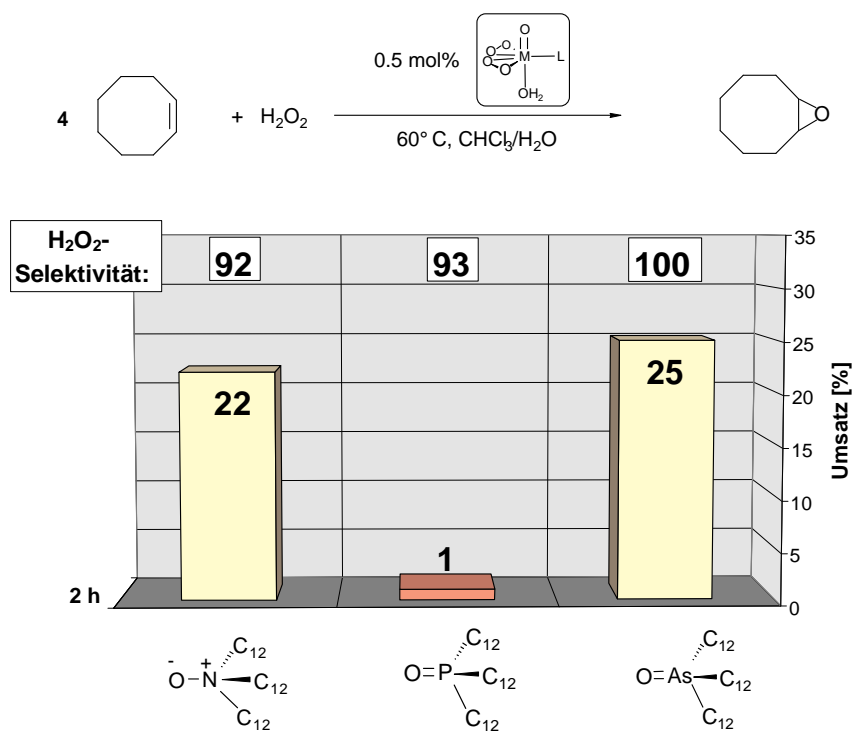 4
+ H2O2
0.5 mol%
O
O
O
O
O
M
L
OH2
60° C, CHCl3/H2O
O
H2O2-
Selektivität:
92
93
100
35
30
25
20
15
10
5
0
Umsatz [%]
22
1
25
2 h
- +
O N C12 C12 C12
O=P C12 C12 C12
O=As C12 C12 C12